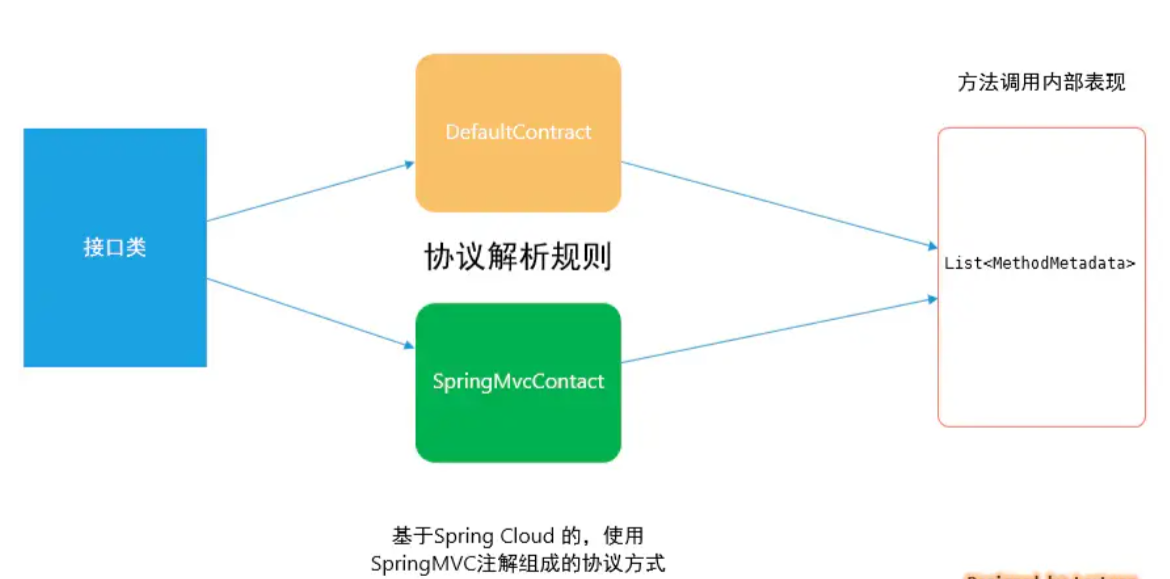 方法调用内部表现
DefaultContract
接口类
协议解析规则
List<MethodMetadata>
SpringMvcContact
基于Spring Cloud 的，使用
SpringMVC注解组成的协议方式